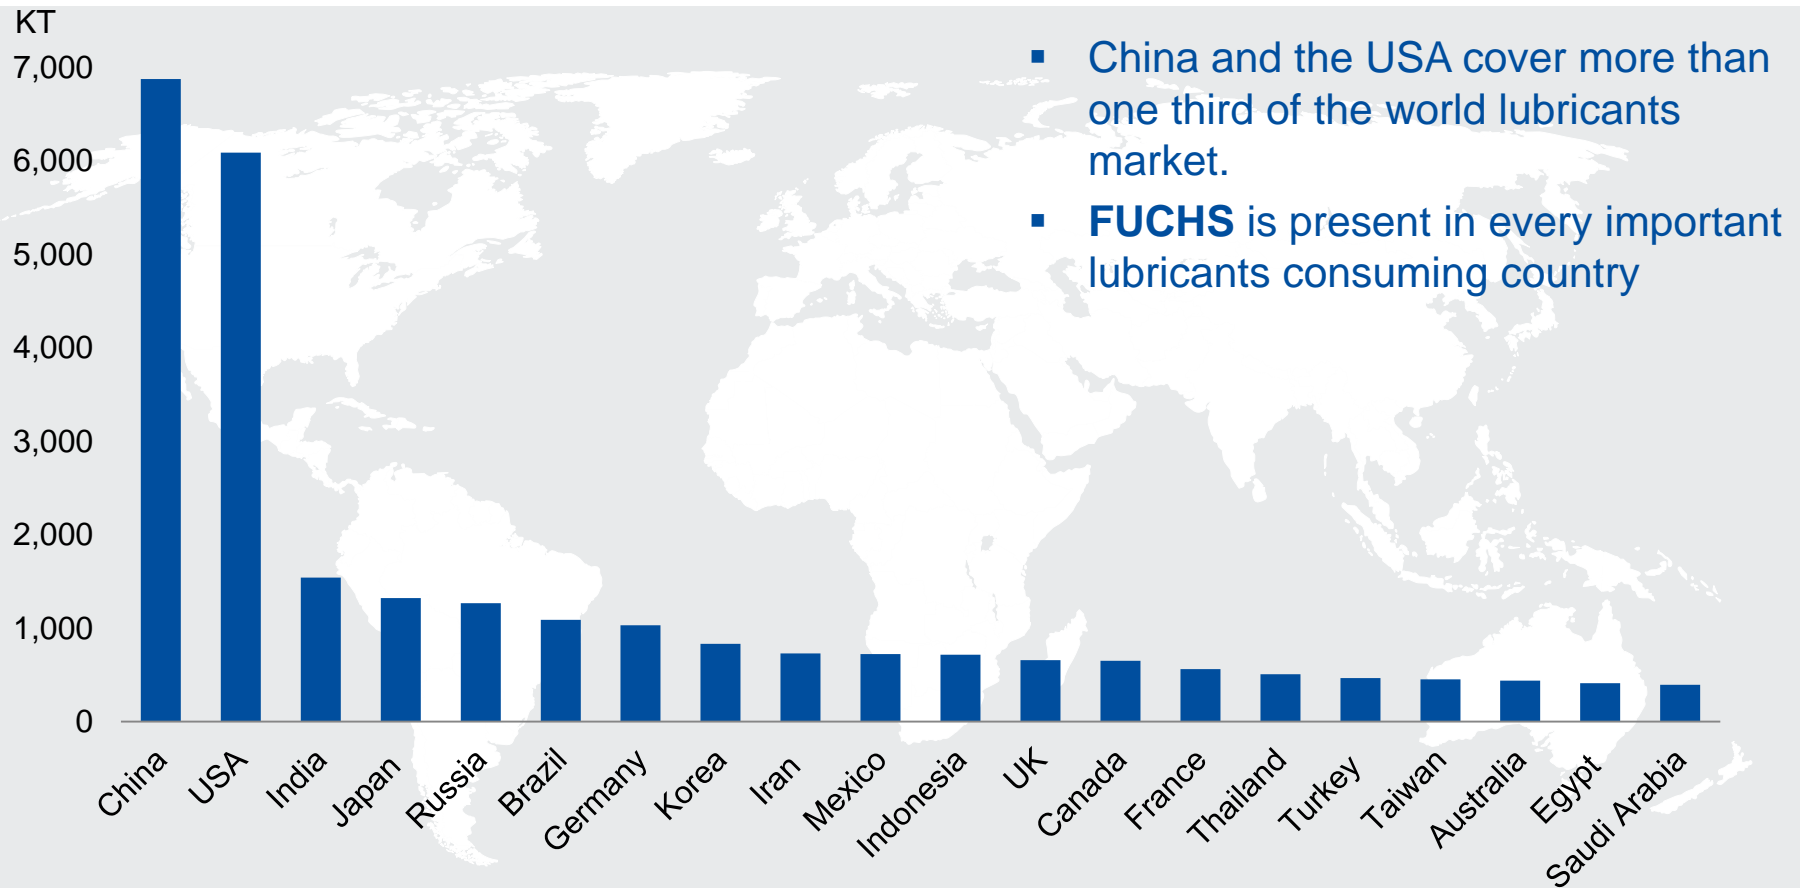 KT
7,000
6,000
5,000
4,000
3,000
2,000
1,000
0
▪ China and the USA cover more than
one third of the world lubricants
market.
▪ FUCHS is present in every important
lubricants consuming country
China
USA
India
Japan
Russia
Brazil
Germany
Korea
Iran
Mexico
Indonesia
UK
Canada
France
Thailand
Turkey
Taiwan
Australia
Egypt
Saudi Arabia